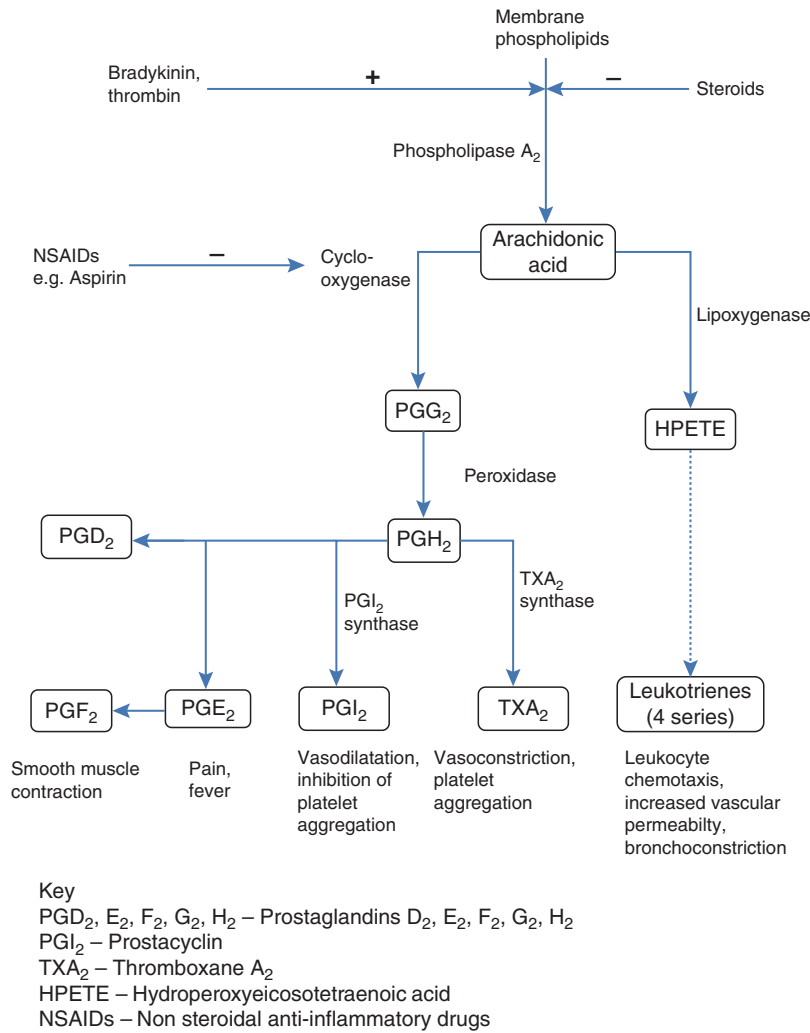 Membrane
phospholipids
Bradykinin,
thrombin
+
–
Steroids
Phospholipase A₂
Arachidonic
acid
NSAIDs
e.g. Aspirin
–
Cyclo-
oxygenase
Lipoxygenase
PGG₂
HPETE
Peroxidase
PGD₂
PGH₂
PGI₂
synthase
TXA₂
synthase
PGF₂
PGE₂
PGI₂
TXA₂
Leukotrienes
(4 series)
Smooth muscle
contraction
Pain,
fever
Vasodilatation,
inhibition of
platelet
aggregation
Vasoconstriction,
platelet
aggregation
Leukocyte
chemotaxis,
increased vascular
permeabilty,
bronchoconstriction
Key
PGD₂, E₂, F₂, G₂, H₂ – Prostaglandins D₂, E₂, F₂, G₂, H₂
PGI₂ – Prostacyclin
TXA₂ – Thromboxane A₂
HPETE – Hydroperoxyeicosotetraenoic acid
NSAIDs – Non steroidal anti-inflammatory drugs